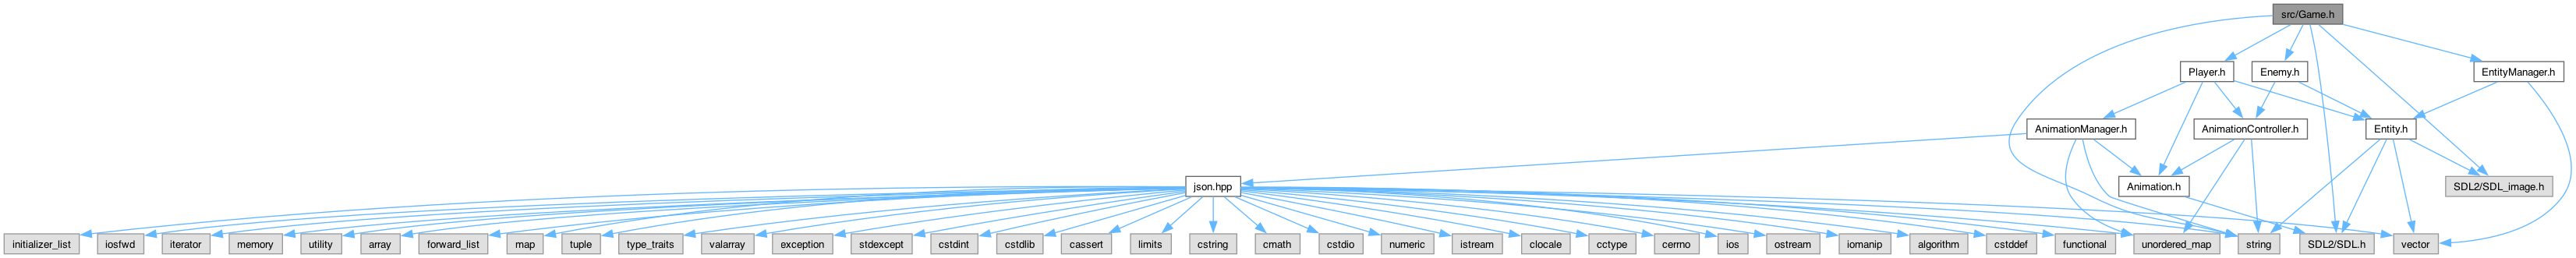 src/Game.h
Player.h
Enemy.h
EntityManager.h
AnimationManager.h
AnimationController.h
Entity.h
json.hpp
Animation.h
SDL2/SDL_image.h
initializer_list
iosfwd
iterator
memory
utility
array
forward_list
map
tuple
type_traits
valarray
exception
stdexcept
cstdint
cstdlib
cassert
limits
cstring
cmath
cstdio
numeric
istream
clocale
cctype
cerrno
ios
ostream
iomanip
algorithm
cstddef
functional
unordered_map
string
SDL2/SDL.h
vector